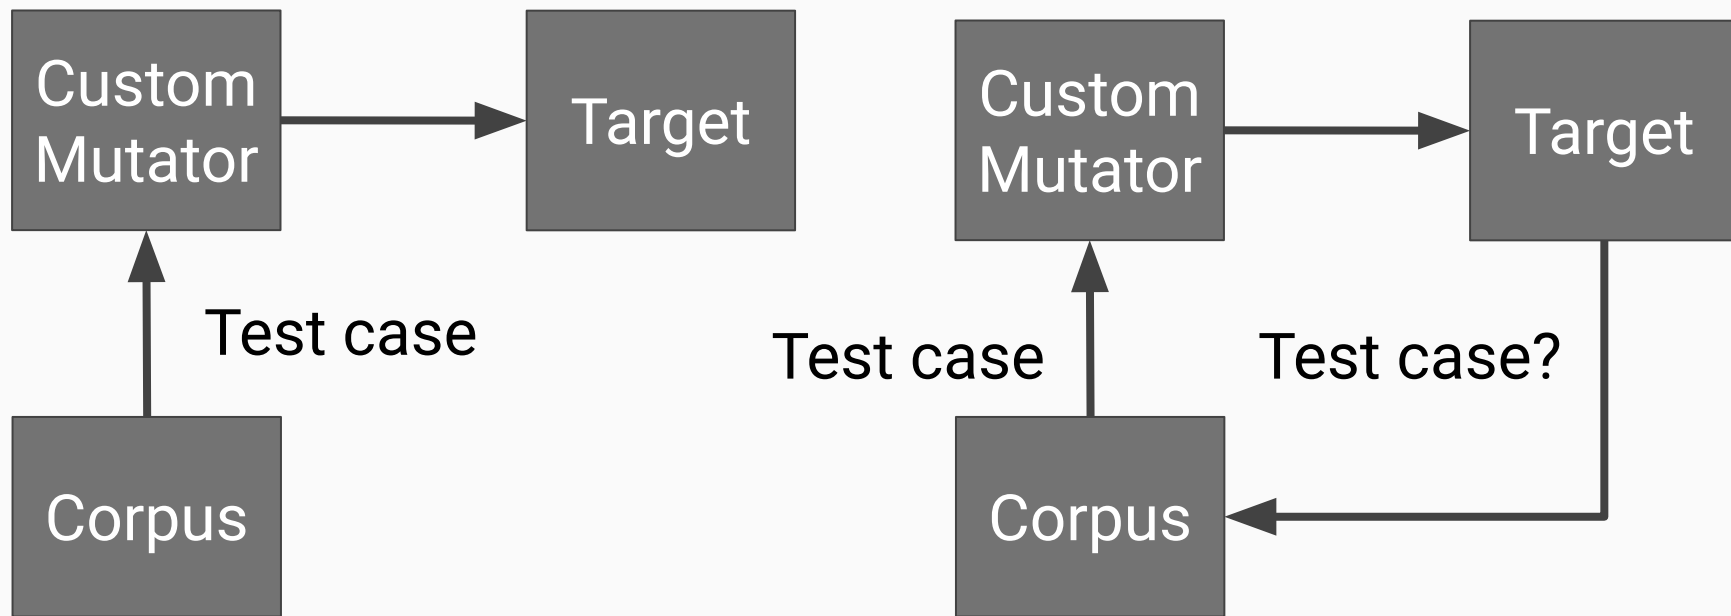 Custom
Mutator
Target
Test case
Corpus
Custom
Mutator
Target
Test case
Test case?
Corpus